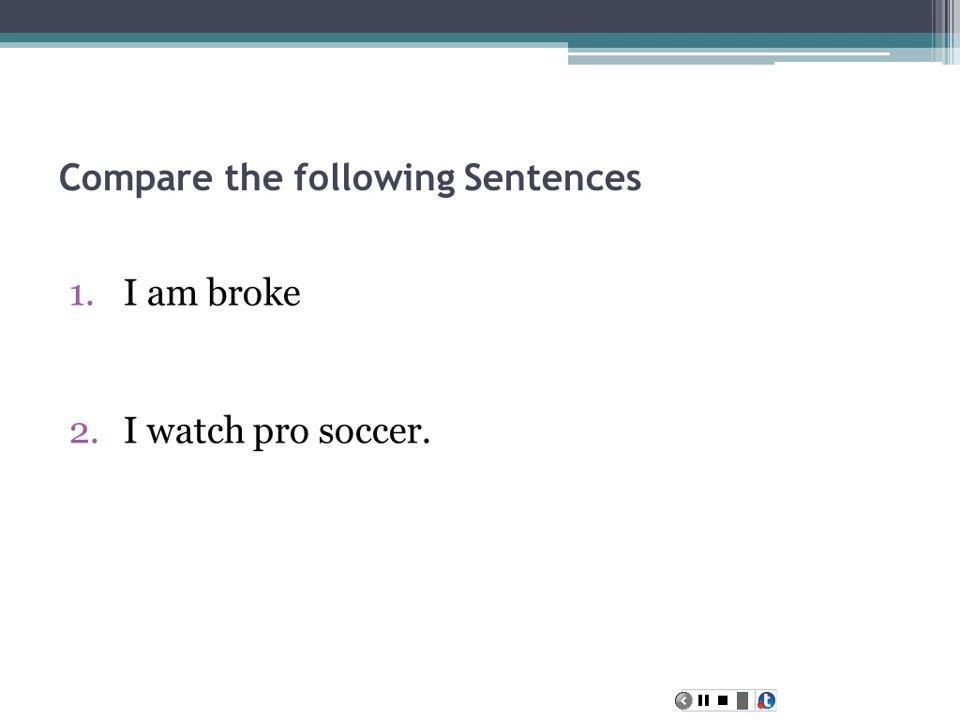 Compare the following Sentences
1. I am broke
2. I watch pro soccer.